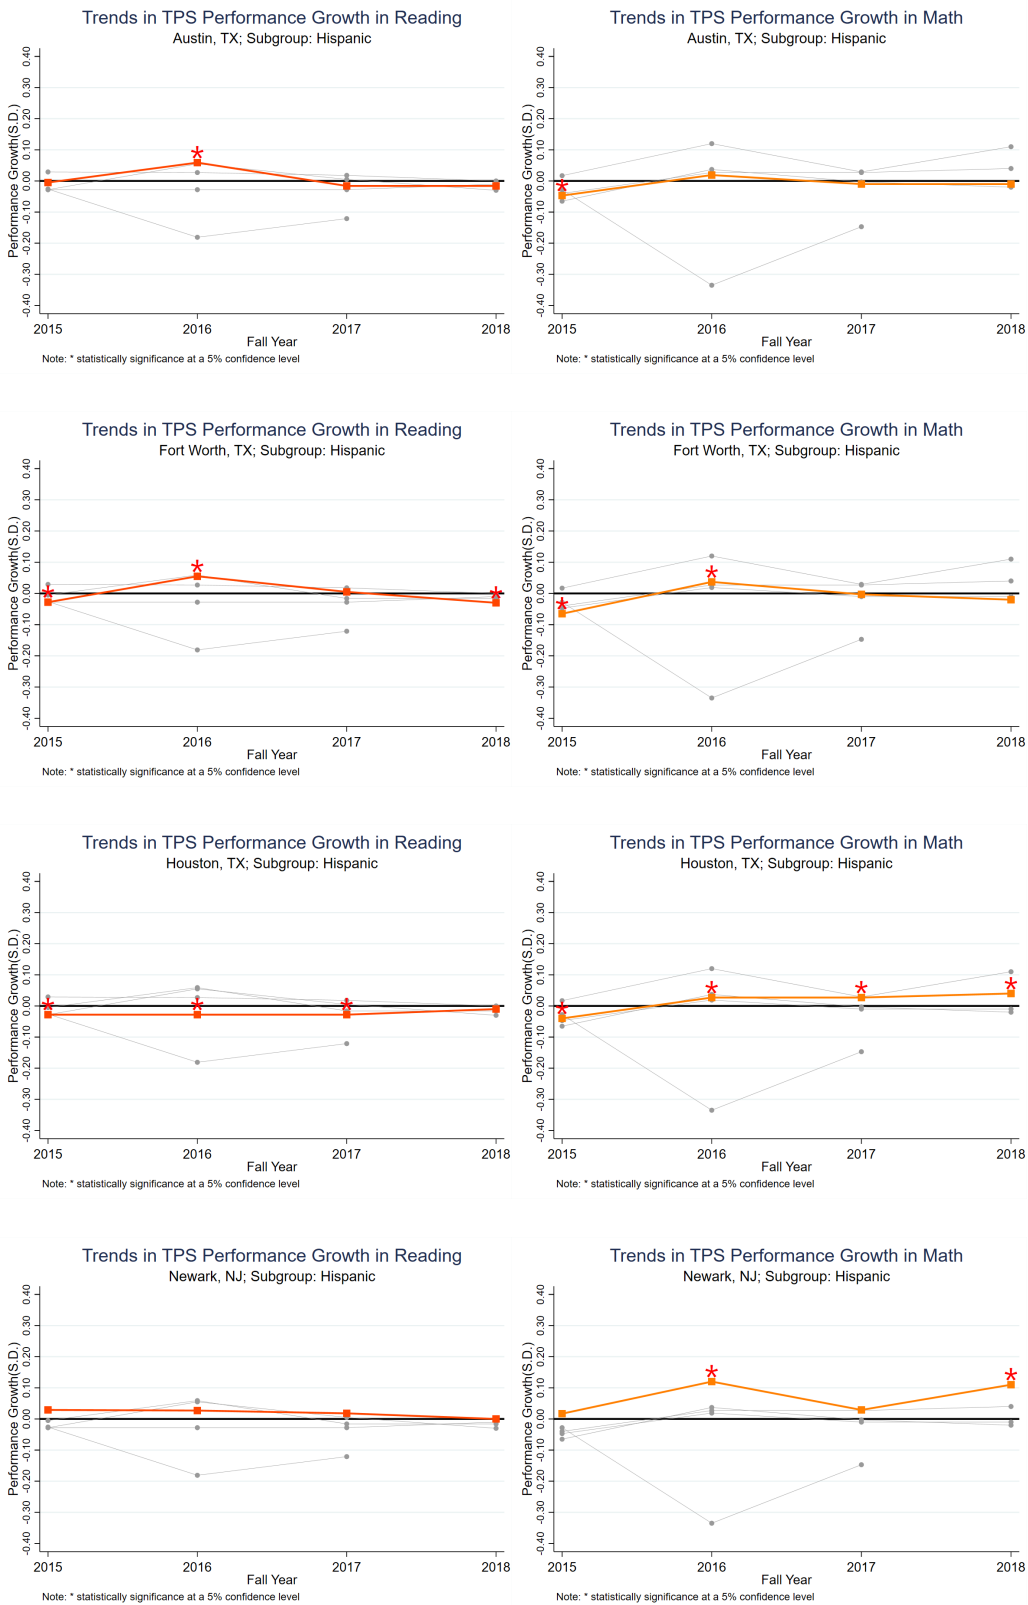 Trends in TPS Performance Growth in Reading
Austin, TX; Subgroup: Hispanic
Performance Growth(S.D.)
0.40
0.30
0.20
0.10
0.00
-0.10
-0.20
-0.30
-0.40
*
2015 2016 2017 2018
Fall Year
Note: * statistically significance at a 5% confidence level
Trends in TPS Performance Growth in Math
Austin, TX; Subgroup: Hispanic
Performance Growth(S.D.)
0.40
0.30
0.20
0.10
0.00
-0.10
-0.20
-0.30
-0.40
*
2015 2016 2017 2018
Fall Year
Note: * statistically significance at a 5% confidence level
Trends in TPS Performance Growth in Reading
Fort Worth, TX; Subgroup: Hispanic
Performance Growth(S.D.)
0.40
0.30
0.20
0.10
0.00
-0.10
-0.20
-0.30
-0.40
* * *
2015 2016 2017 2018
Fall Year
Note: * statistically significance at a 5% confidence level
Trends in TPS Performance Growth in Math
Fort Worth, TX; Subgroup: Hispanic
Performance Growth(S.D.)
0.40
0.30
0.20
0.10
0.00
-0.10
-0.20
-0.30
-0.40
* *
2015 2016 2017 2018
Fall Year
Note: * statistically significance at a 5% confidence level
Trends in TPS Performance Growth in Reading
Houston, TX; Subgroup: Hispanic
Performance Growth(S.D.)
0.40
0.30
0.20
0.10
0.00
-0.10
-0.20
-0.30
-0.40
* * *
2015 2016 2017 2018
Fall Year
Note: * statistically significance at a 5% confidence level
Trends in TPS Performance Growth in Math
Houston, TX; Subgroup: Hispanic
Performance Growth(S.D.)
0.40
0.30
0.20
0.10
0.00
-0.10
-0.20
-0.30
-0.40
* * * *
2015 2016 2017 2018
Fall Year
Note: * statistically significance at a 5% confidence level
Trends in TPS Performance Growth in Reading
Newark, NJ; Subgroup: Hispanic
Performance Growth(S.D.)
0.40
0.30
0.20
0.10
0.00
-0.10
-0.20
-0.30
-0.40
2015 2016 2017 2018
Fall Year
Note: * statistically significance at a 5% confidence level
Trends in TPS Performance Growth in Math
Newark, NJ; Subgroup: Hispanic
Performance Growth(S.D.)
0.40
0.30
0.20
0.10
0.00
-0.10
-0.20
-0.30
-0.40
* *
2015 2016 2017 2018
Fall Year
Note: * statistically significance at a 5% confidence level